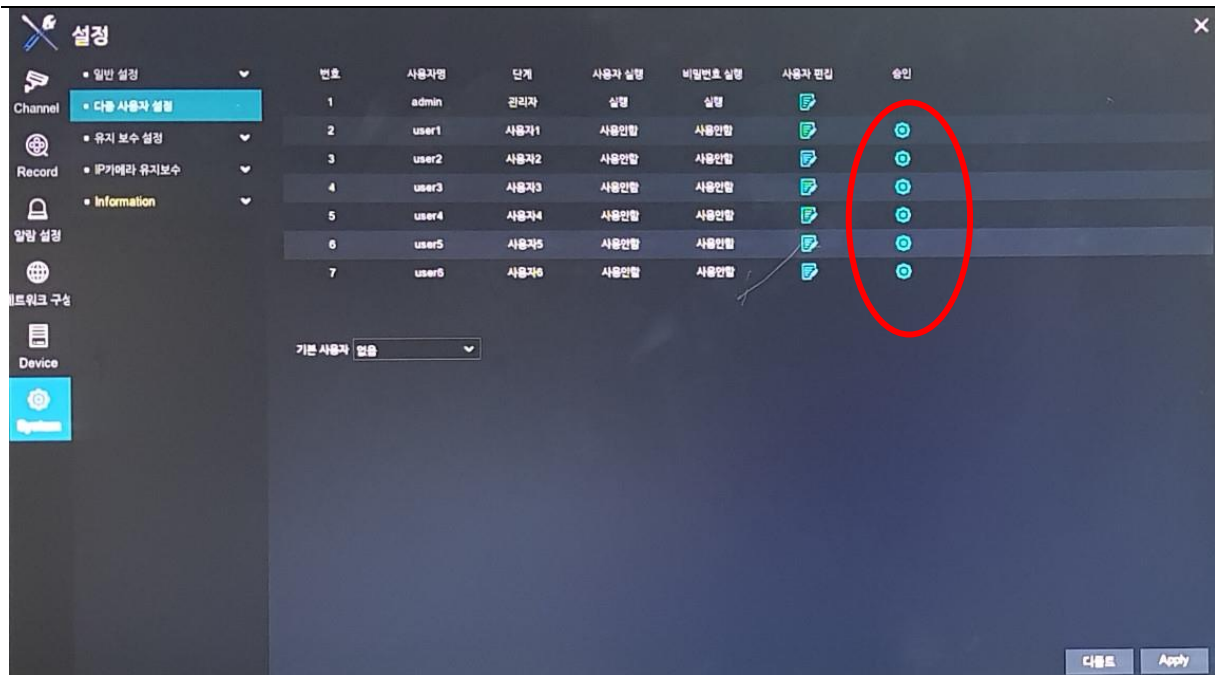 설정
일반 설정
다중 사용자 설정
유지 보수 설정
IP카메라 유지보수
Information
Channel
Record
알람 설정
네트워크 구성
Device
System
번호 사용자명 단계 사용자 실행 비밀번호 실행 사용자 편집 승인
1 admin 관리자 실행 실행
2 user1 사용자1 사용안함 사용안함
3 user2 사용자2 사용안함 사용안함
4 user3 사용자3 사용안함 사용안함
5 user4 사용자4 사용안함 사용안함
6 user5 사용자5 사용안함 사용안함
7 user6 사용자6 사용안함 사용안함
기본 사용자 없음
디폴트 Apply